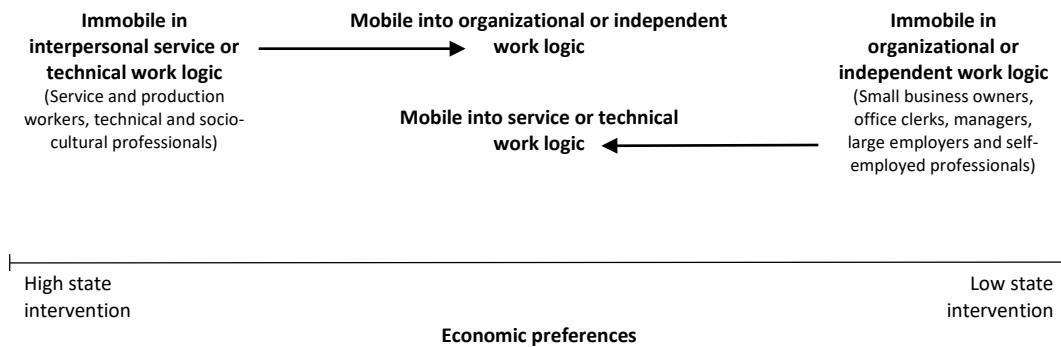 Immobile in
interpersonal service or
technical work logic
(Service and production
workers, technical and socio-
cultural professionals)
Mobile into organizational or independent
work logic
Mobile into service or technical
work logic
Immobile in
organizational or
independent work logic
(Small business owners,
office clerks, managers,
large employers and self-
employed professionals)
High state
intervention
Low state
intervention
Economic preferences